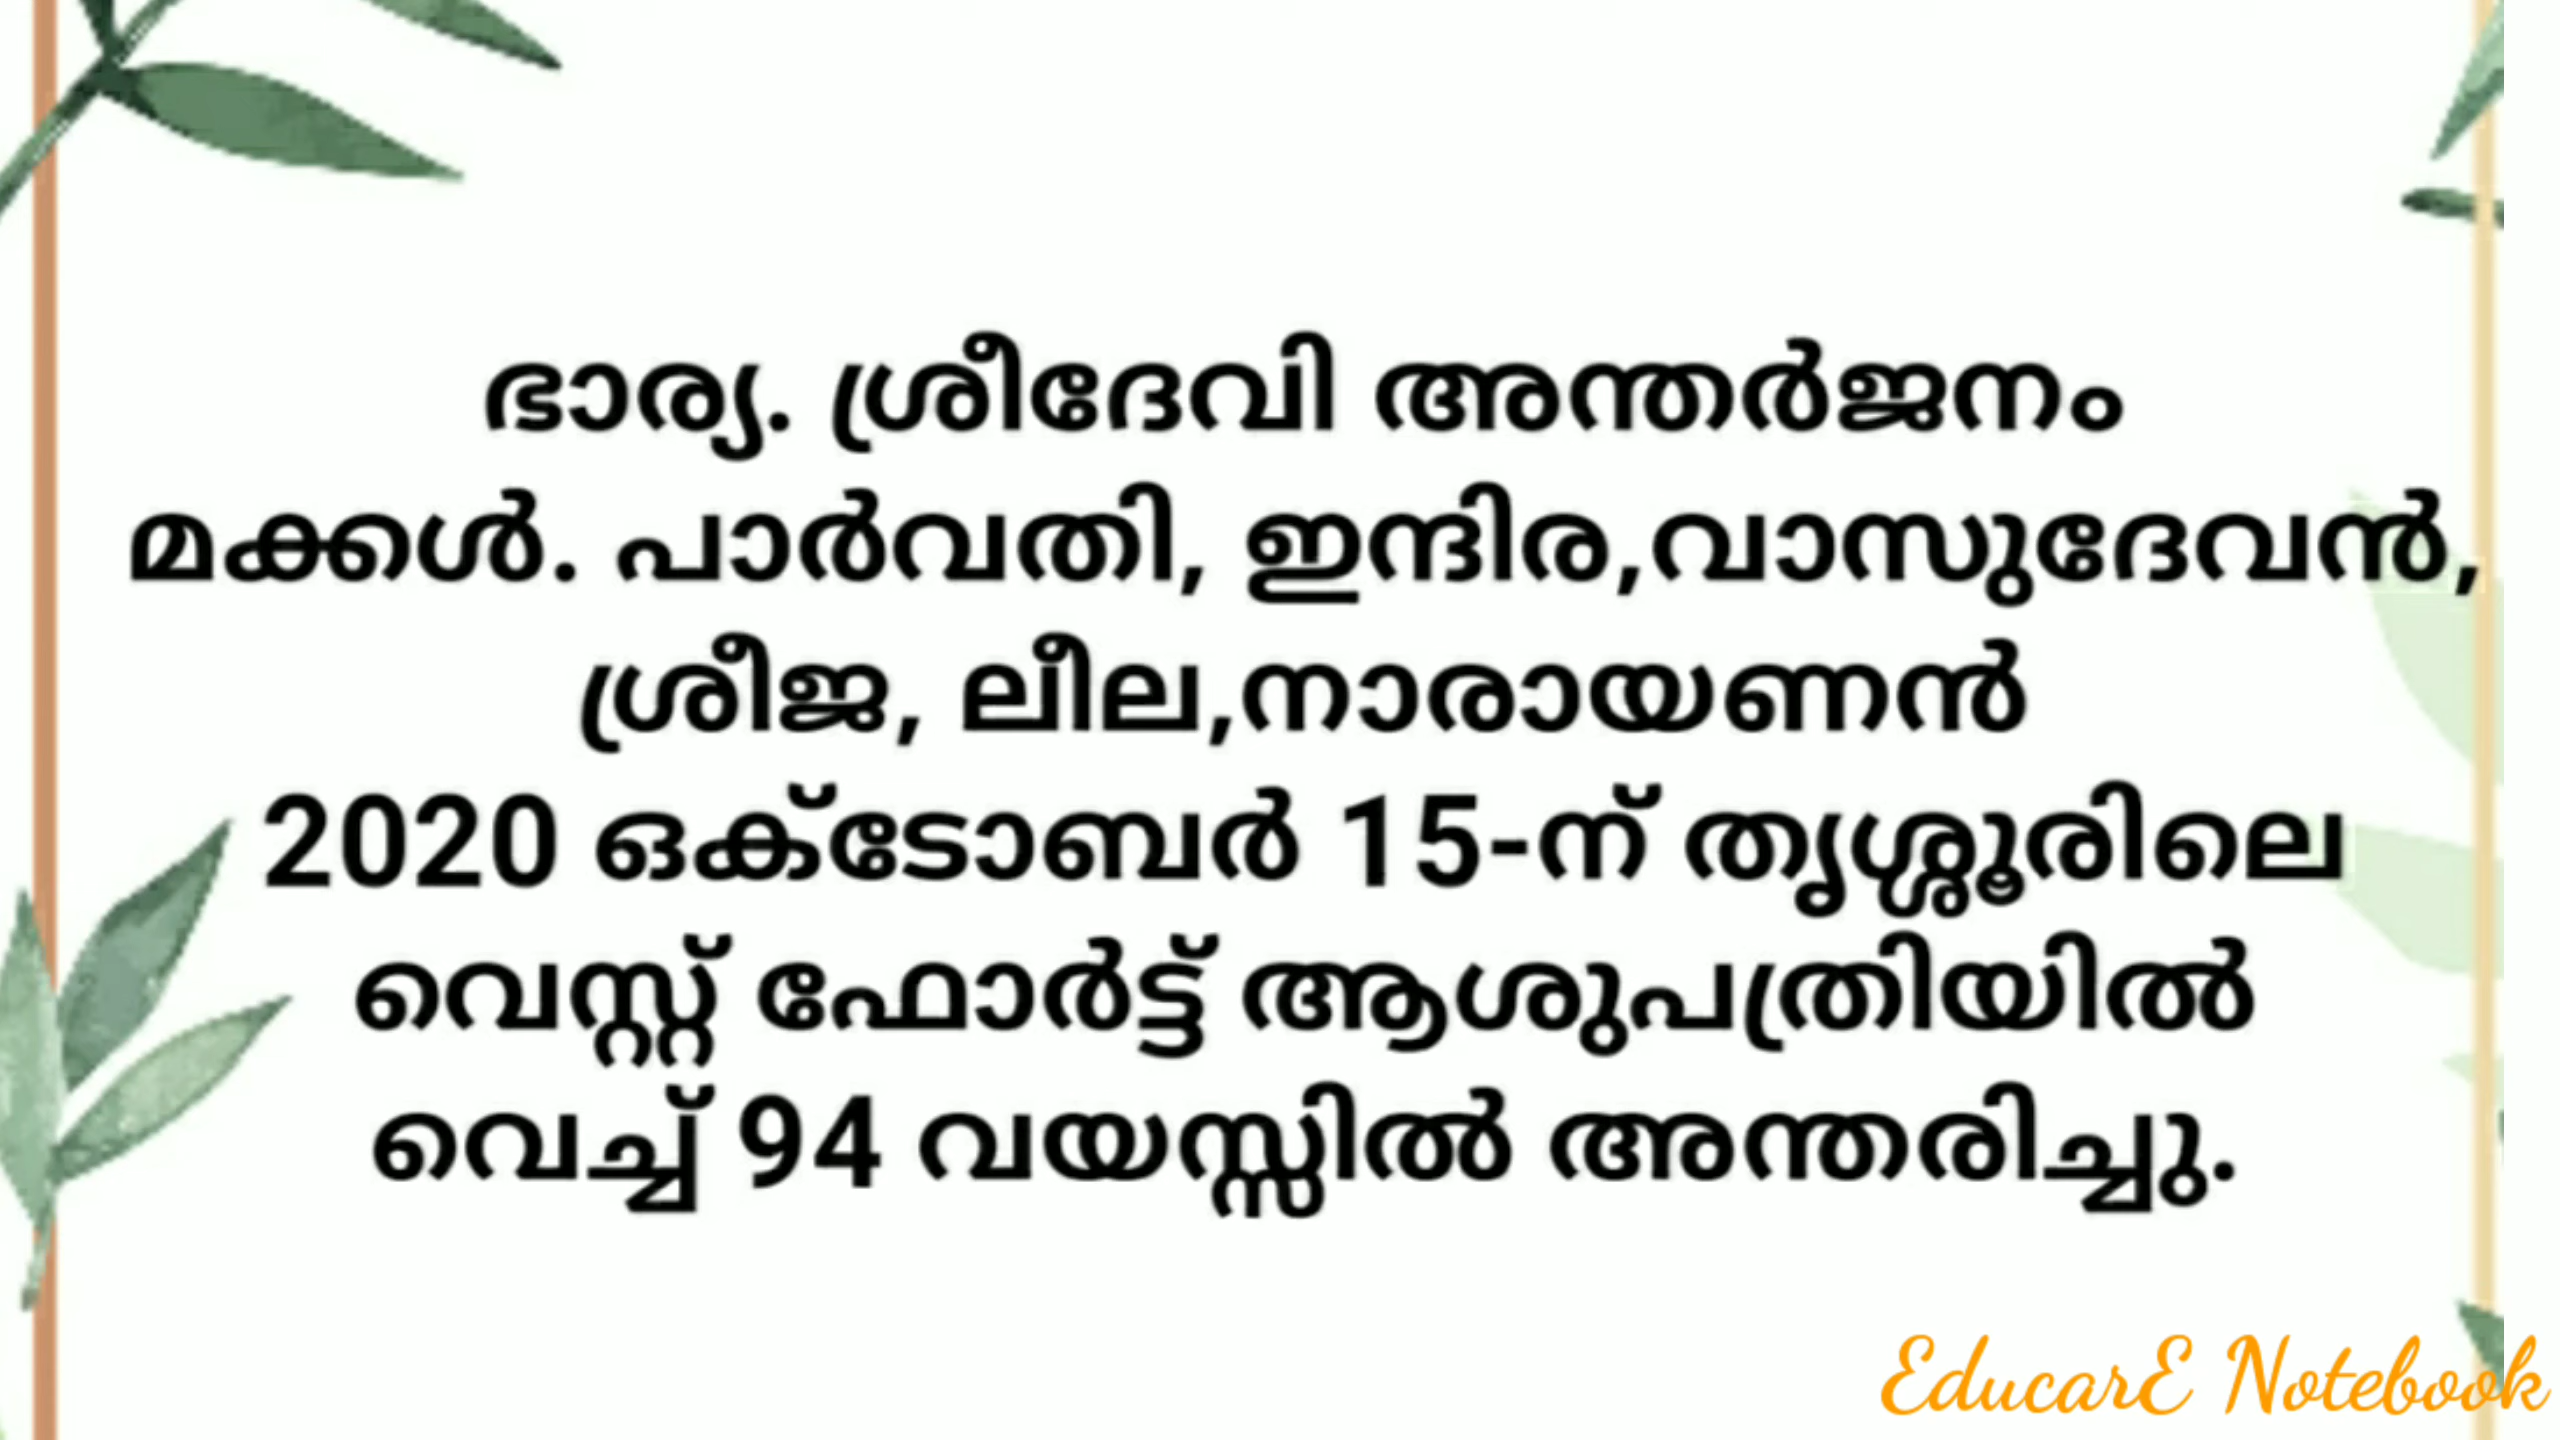 ഭാര്യ. ശ്രീദേവി അന്തർജനം
മക്കൾ. പാർവതി, ഇന്ദിര,വാസുദേവൻ,
ശ്രീജ, ലീല,നാരായണൻ
2020 ഒക്ടോബർ 15-ന് തൃശ്ശൂരിലെ
വെസ്റ്റ് ഫോർട്ട് ആശുപത്രിയിൽ
വെച്ച് 94 വയസ്സിൽ അന്തരിച്ചു.
EducarE Notebook